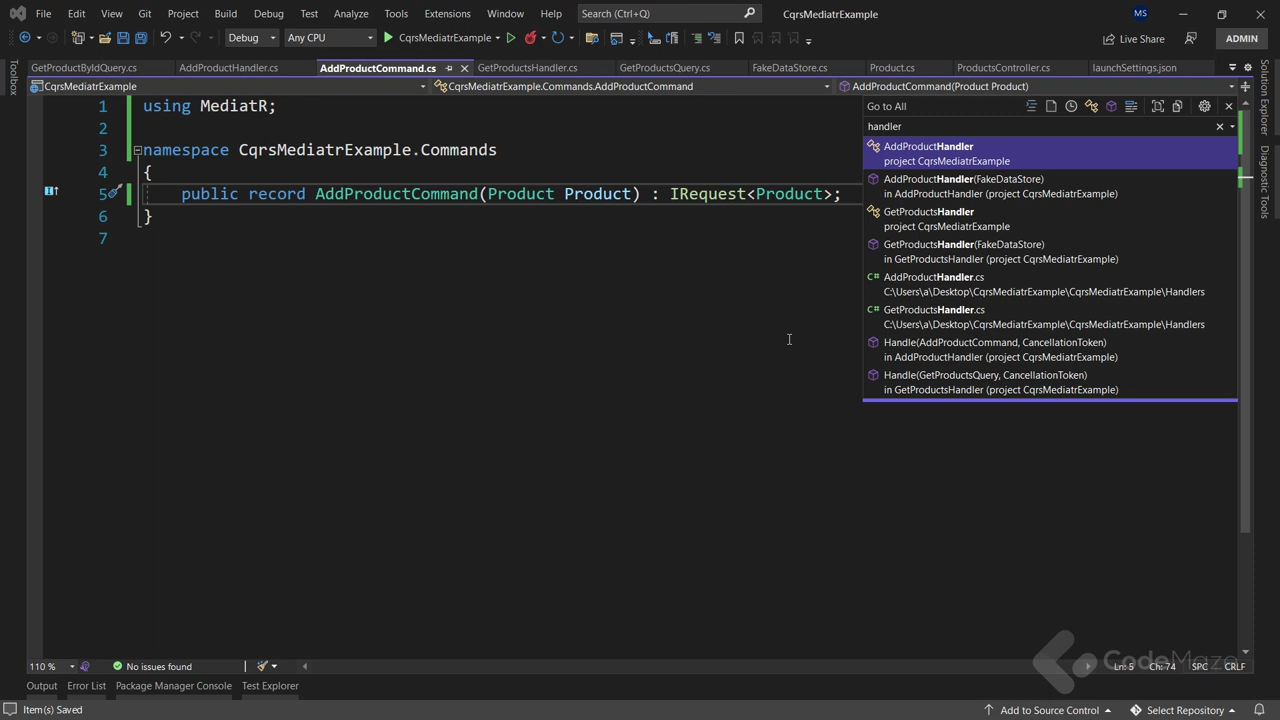 File Edit View Git Project Build Debug Test Analyze Tools Extensions Window Help Search (Ctrl+Q) CqrsMediatrExample MS
Debug Any CPU CqrsMediatrExample Live Share ADMIN
GetProductByIdQuery.cs AddProductHandler.cs AddProductCommand.cs GetProductsHandler.cs GetProductsQuery.cs FakeDataStore.cs Product.cs ProductsController.cs launchSettings.json
CqrsMediatrExample CqrsMediatrExample.Commands.AddProductCommand AddProductCommand(Product Product)
Toolbox
Solution Explorer
Diagnostic Tools
1 using MediatR;
2
3 namespace CqrsMediatrExample.Commands
4 {
5 public record AddProductCommand(Product Product) : IRequest<Product>;
6 }
7
Go to All
handler
AddProductHandler
project CqrsMediatrExample
AddProductHandler(FakeDataStore)
in AddProductHandler (project CqrsMediatrExample)
GetProductsHandler
project CqrsMediatrExample
GetProductsHandler(FakeDataStore)
in GetProductsHandler (project CqrsMediatrExample)
C# AddProductHandler.cs
C:\Users\a\Desktop\CqrsMediatrExample\CqrsMediatrExample\Handlers
C# GetProductsHandler.cs
C:\Users\a\Desktop\CqrsMediatrExample\CqrsMediatrExample\Handlers
Handle(AddProductCommand, CancellationToken)
in AddProductHandler (project CqrsMediatrExample)
Handle(GetProductsQuery, CancellationToken)
in GetProductsHandler (project CqrsMediatrExample)
CodeMaze
110 % No issues found Ln: 5 Ch: 74 SPC CRLF
Output Error List Package Manager Console Test Explorer
Item(s) Saved Add to Source Control Select Repository